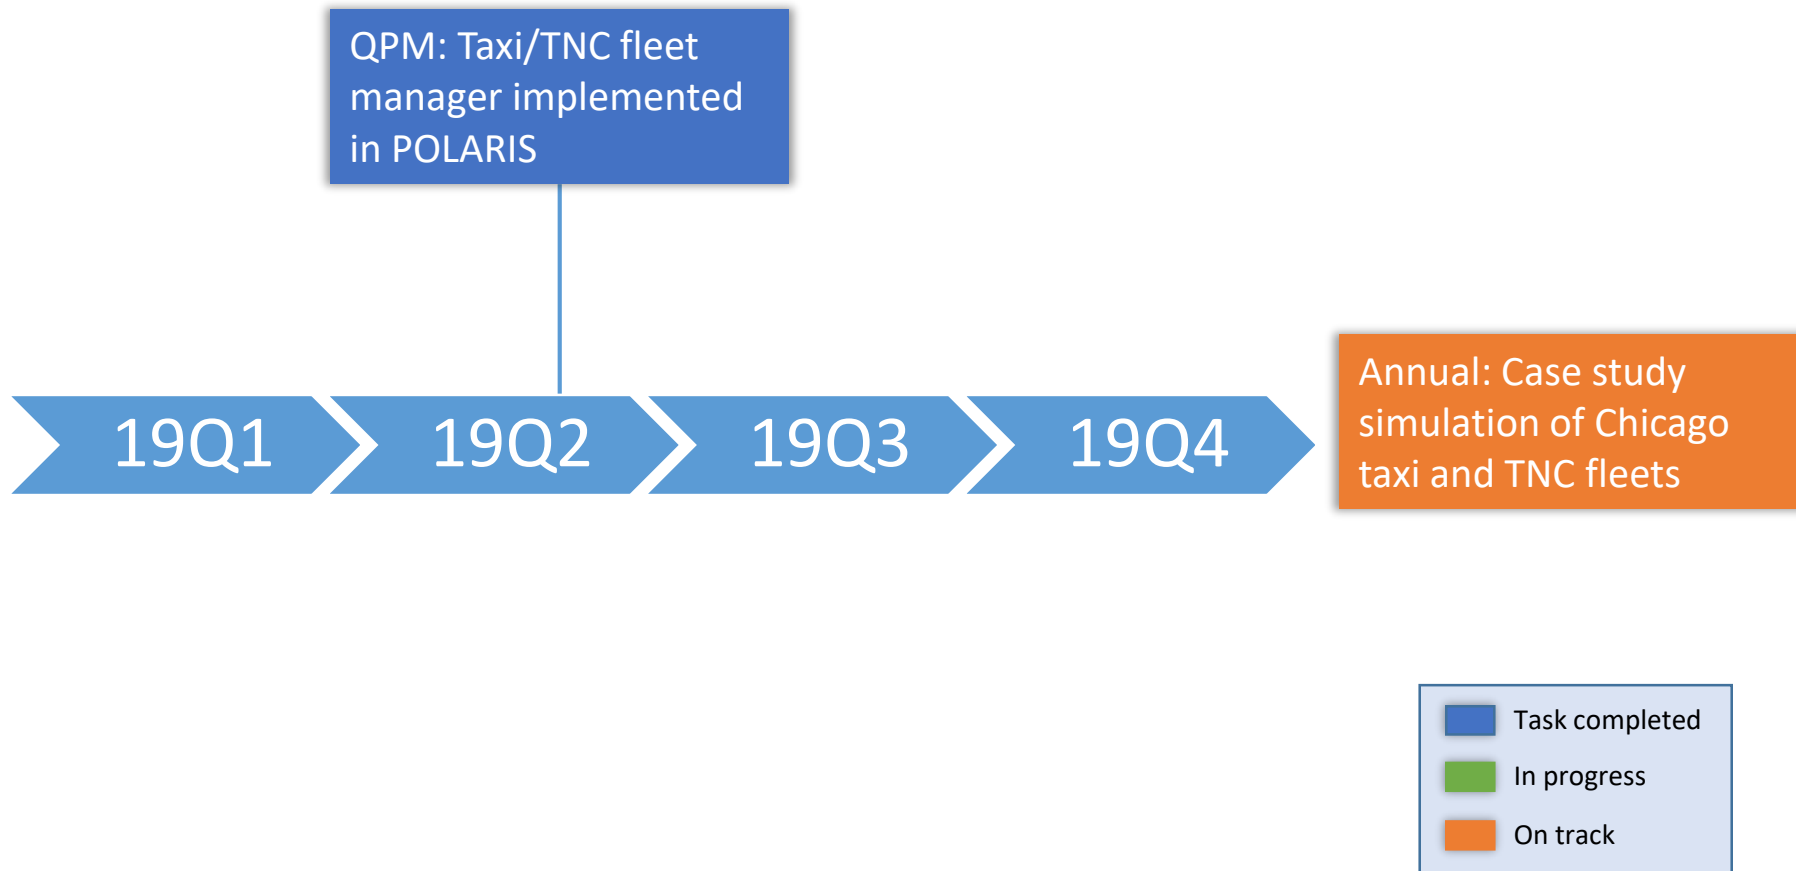 QPM: Taxi/TNC fleet
manager implemented
in POLARIS
19Q1
19Q2
19Q3
19Q4
Annual: Case study
simulation of Chicago
taxi and TNC fleets
Task completed
In progress
On track